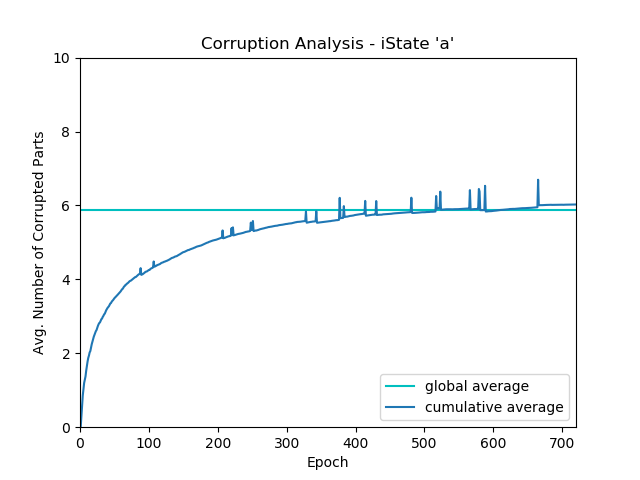 Corruption Analysis - iState 'a'
Avg. Number of Corrupted Parts
10
8
6
4
2
0
0 100 200 300 400 500 600 700
Epoch
global average
cumulative average